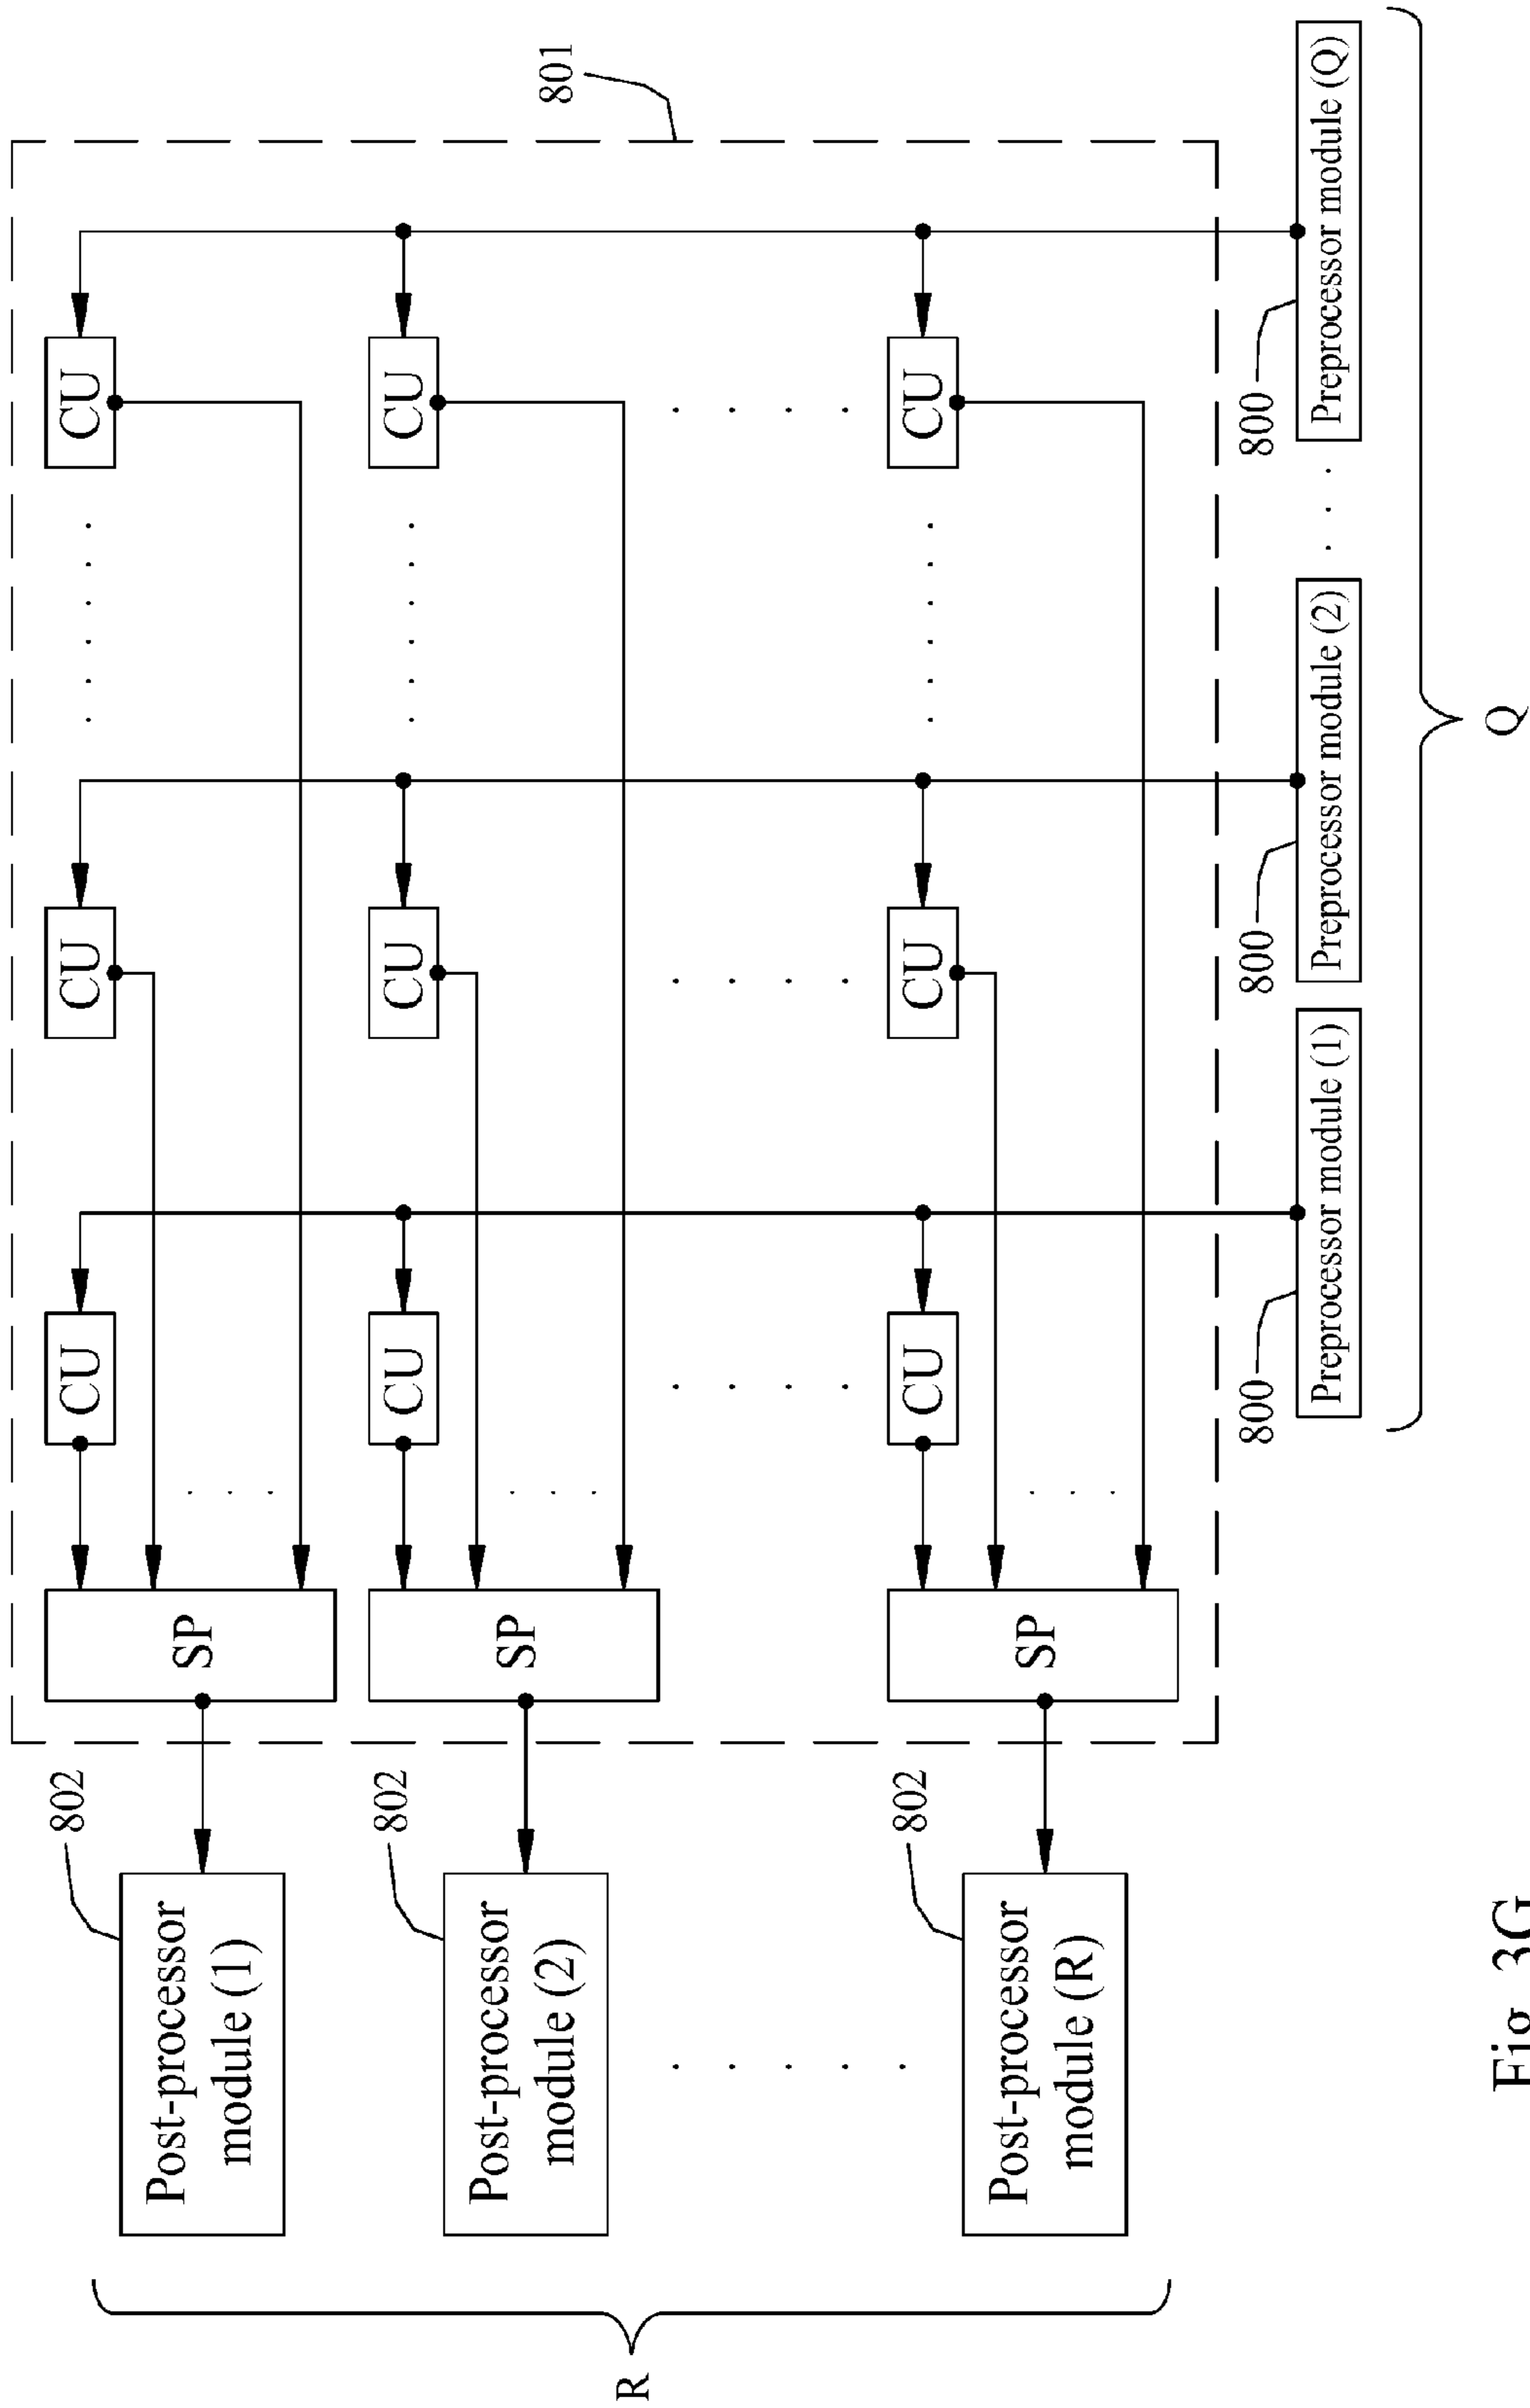 801
CU
CU
CU
CU
CU
CU
CU
CU
CU
SP
SP
SP
800
Preprocessor module (Q)
800
Preprocessor module (2)
800
Preprocessor module (1)
Q
802
Post-processor
module (1)
802
Post-processor
module (2)
802
Post-processor
module (R)
R
Fig. 3G